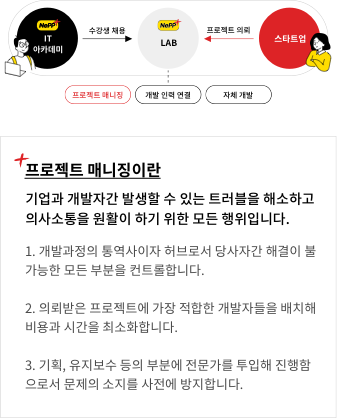 Nepp
IT
아카데미
수강생 채용
Nepp
LAB
프로젝트 의뢰
스타트업
프로젝트 매니징
개발 인력 연결
자체 개발
프로젝트 매니징이란
기업과 개발자간 발생할 수 있는 트러블을 해소하고
의사소통을 원활이 하기 위한 모든 행위입니다.
1. 개발과정의 통역사이자 허브로서 당사자간 해결이 불
가능한 모든 부분을 컨트롤합니다.
2. 의뢰받은 프로젝트에 가장 적합한 개발자들을 배치해
비용과 시간을 최소화합니다.
3. 기획, 유지보수 등의 부분에 전문가를 투입해 진행함
으로서 문제의 소지를 사전에 방지합니다.